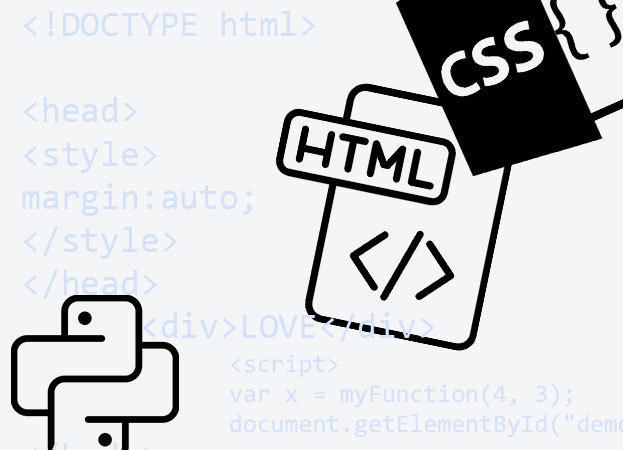 <!DOCTYPE html>
CSS
{ }
<head>
HTML
<style>
margin:auto;
</style>
</>
</head>
<div>LOVE</div>
<script>
var x = myFunction(4, 3);
document.getElementById("demo